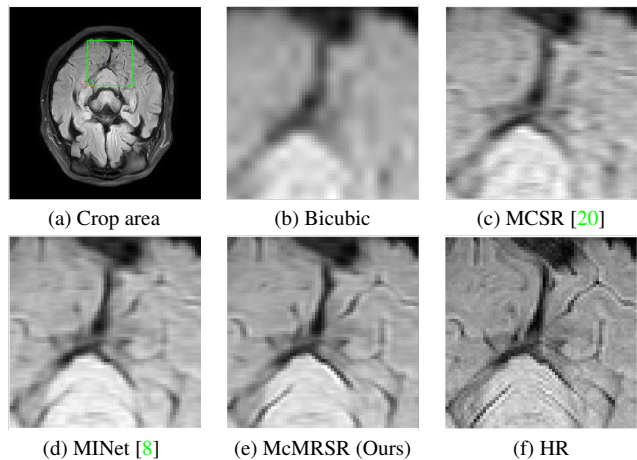 (a) Crop area
(b) Bicubic
(c) MCSR [20]
(d) MINet [8]
(e) McMRSR (Ours)
(f) HR